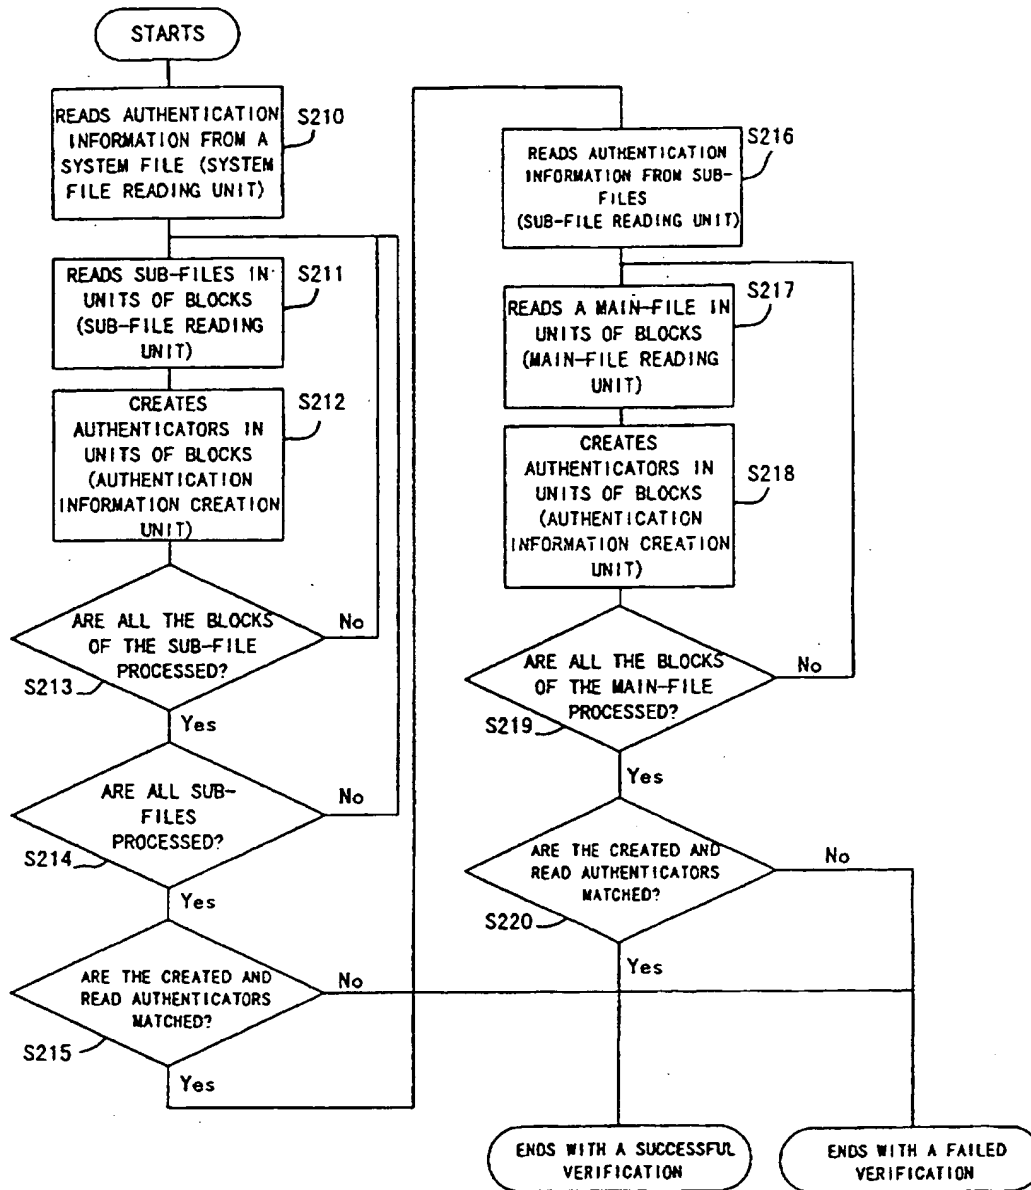 STARTS
READS AUTHENTICATION
INFORMATION FROM A
SYSTEM FILE (SYSTEM
FILE READING UNIT)
S210
READS SUB-FILES IN
UNITS OF BLOCKS
(SUB-FILE READING
UNIT)
S211
CREATES
AUTHENTICATORS IN
UNITS OF BLOCKS
(AUTHENTICATION
INFORMATION CREATION
UNIT)
S212
ARE ALL THE BLOCKS
OF THE SUB-FILE
PROCESSED?
No
S213
Yes
ARE ALL SUB-
FILES
PROCESSED?
No
S214
Yes
ARE THE CREATED AND
READ AUTHENTICATORS
MATCHED?
No
S215
Yes
READS AUTHENTICATION
INFORMATION FROM SUB-
FILES
(SUB-FILE READING UNIT)
S216
READS A MAIN-FILE IN
UNITS OF BLOCKS
(MAIN-FILE READING
UNIT)
S217
CREATES
AUTHENTICATORS IN
UNITS OF BLOCKS
(AUTHENTICATION
INFORMATION CREATION
UNIT)
S218
ARE ALL THE BLOCKS
OF THE MAIN-FILE
PROCESSED?
No
S219
Yes
ARE THE CREATED AND
READ AUTHENTICATORS
MATCHED?
No
S220
Yes
ENDS WITH A SUCCESSFUL
VERIFICATION
ENDS WITH A FAILED
VERIFICATION